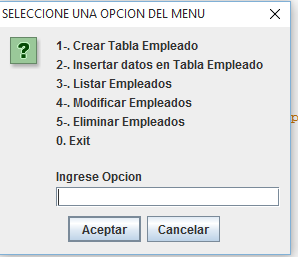 SELECCIONE UNA OPCION DEL MENU
1-. Crear Tabla Empleado
2-. Insertar datos en Tabla Empleado
3-. Listar Empleados
4-. Modificar Empleados
5-. Eliminar Empleados
0. Exit
Ingrese Opcion
Aceptar Cancelar